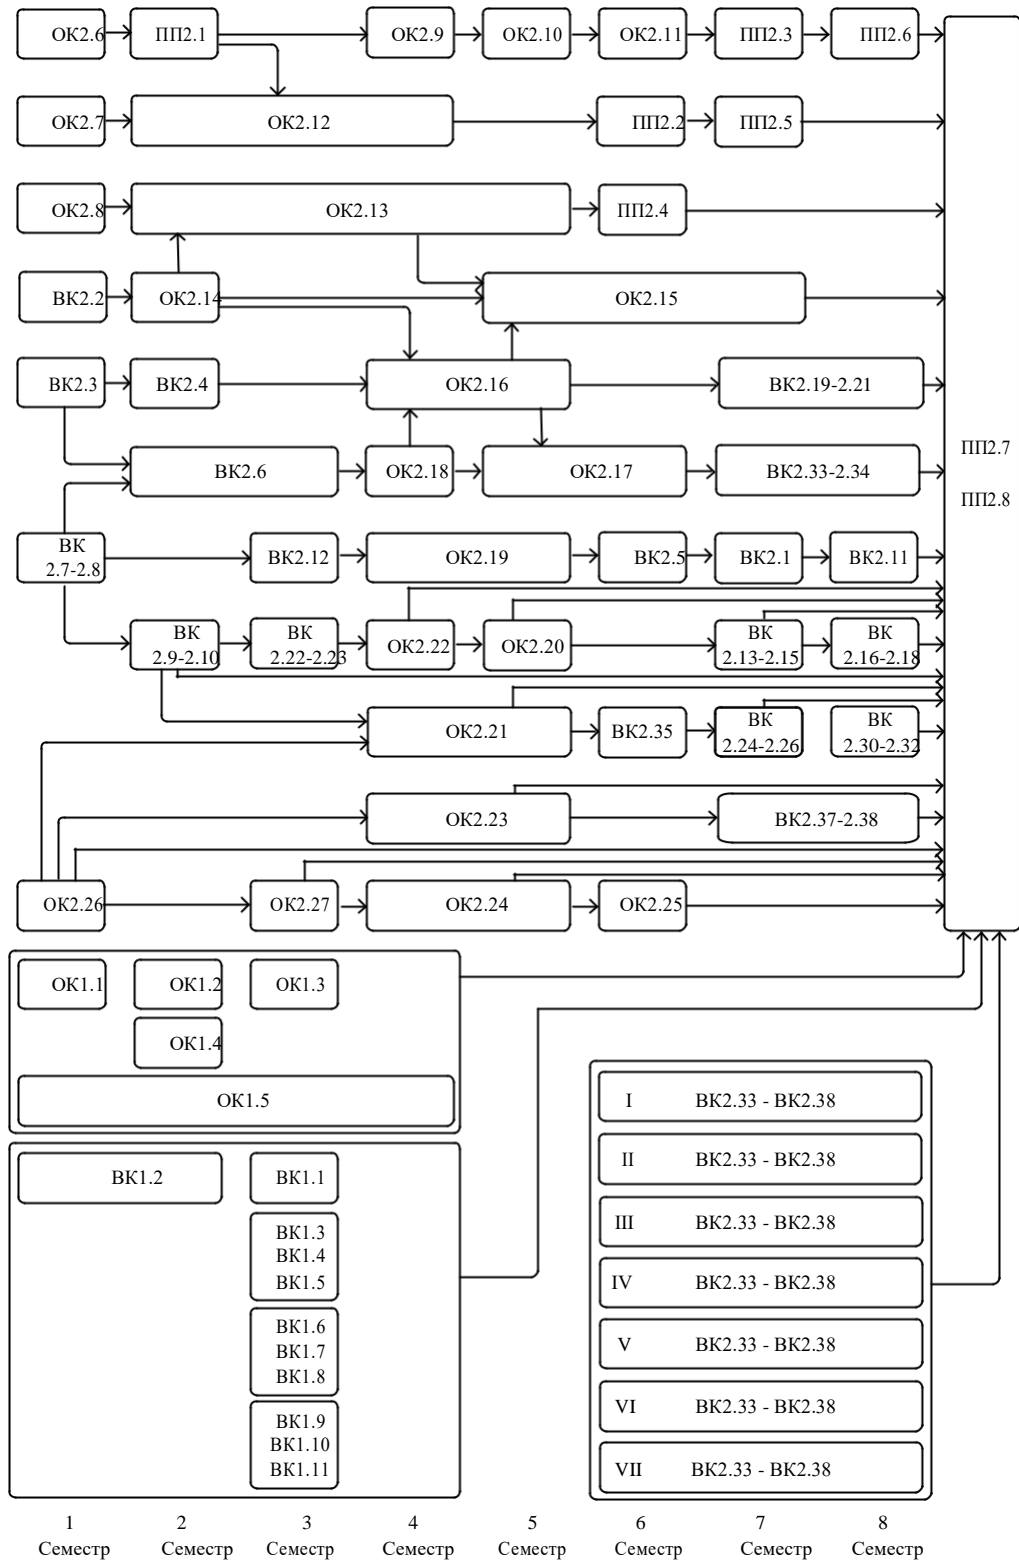 ОК2.6 ПП2.1 ОК2.9 ОК2.10 ОК2.11 ПП2.3 ПП2.6
ОК2.7 ОК2.12 ПП2.2 ПП2.5
ОК2.8 ОК2.13 ПП2.4
ВК2.2 ОК2.14 ОК2.15
ВК2.3 ВК2.4 ОК2.16 ВК2.19-2.21
ПП2.7
ВК2.6 ОК2.18 ОК2.17 ВК2.33-2.34
ПП2.8
ВК
2.7-2.8
ВК2.12 ОК2.19 ВК2.5 ВК2.1 ВК2.11
ВК
2.9-2.10
ВК
2.22-2.23
ОК2.22 ОК2.20
ВК
2.13-2.15
ВК
2.16-2.18
ОК2.21 ВК2.35
ВК
2.24-2.26
ВК
2.30-2.32
ОК2.23 ВК2.37-2.38
ОК2.26 ОК2.27 ОК2.24 ОК2.25
ОК1.1 ОК1.2 ОК1.3
ОК1.4
ОК1.5
ВК1.2 ВК1.1
ВК1.3
ВК1.4
ВК1.5
ВК1.6
ВК1.7
ВК1.8
ВК1.9
ВК1.10
ВК1.11
I ВК2.33 - ВК2.38
II ВК2.33 - ВК2.38
III ВК2.33 - ВК2.38
IV ВК2.33 - ВК2.38
V ВК2.33 - ВК2.38
VI ВК2.33 - ВК2.38
VII ВК2.33 - ВК2.38
1 2 3 4 5 6 7 8
Семестр Семестр Семестр Семестр Семестр Семестр Семестр Семестр